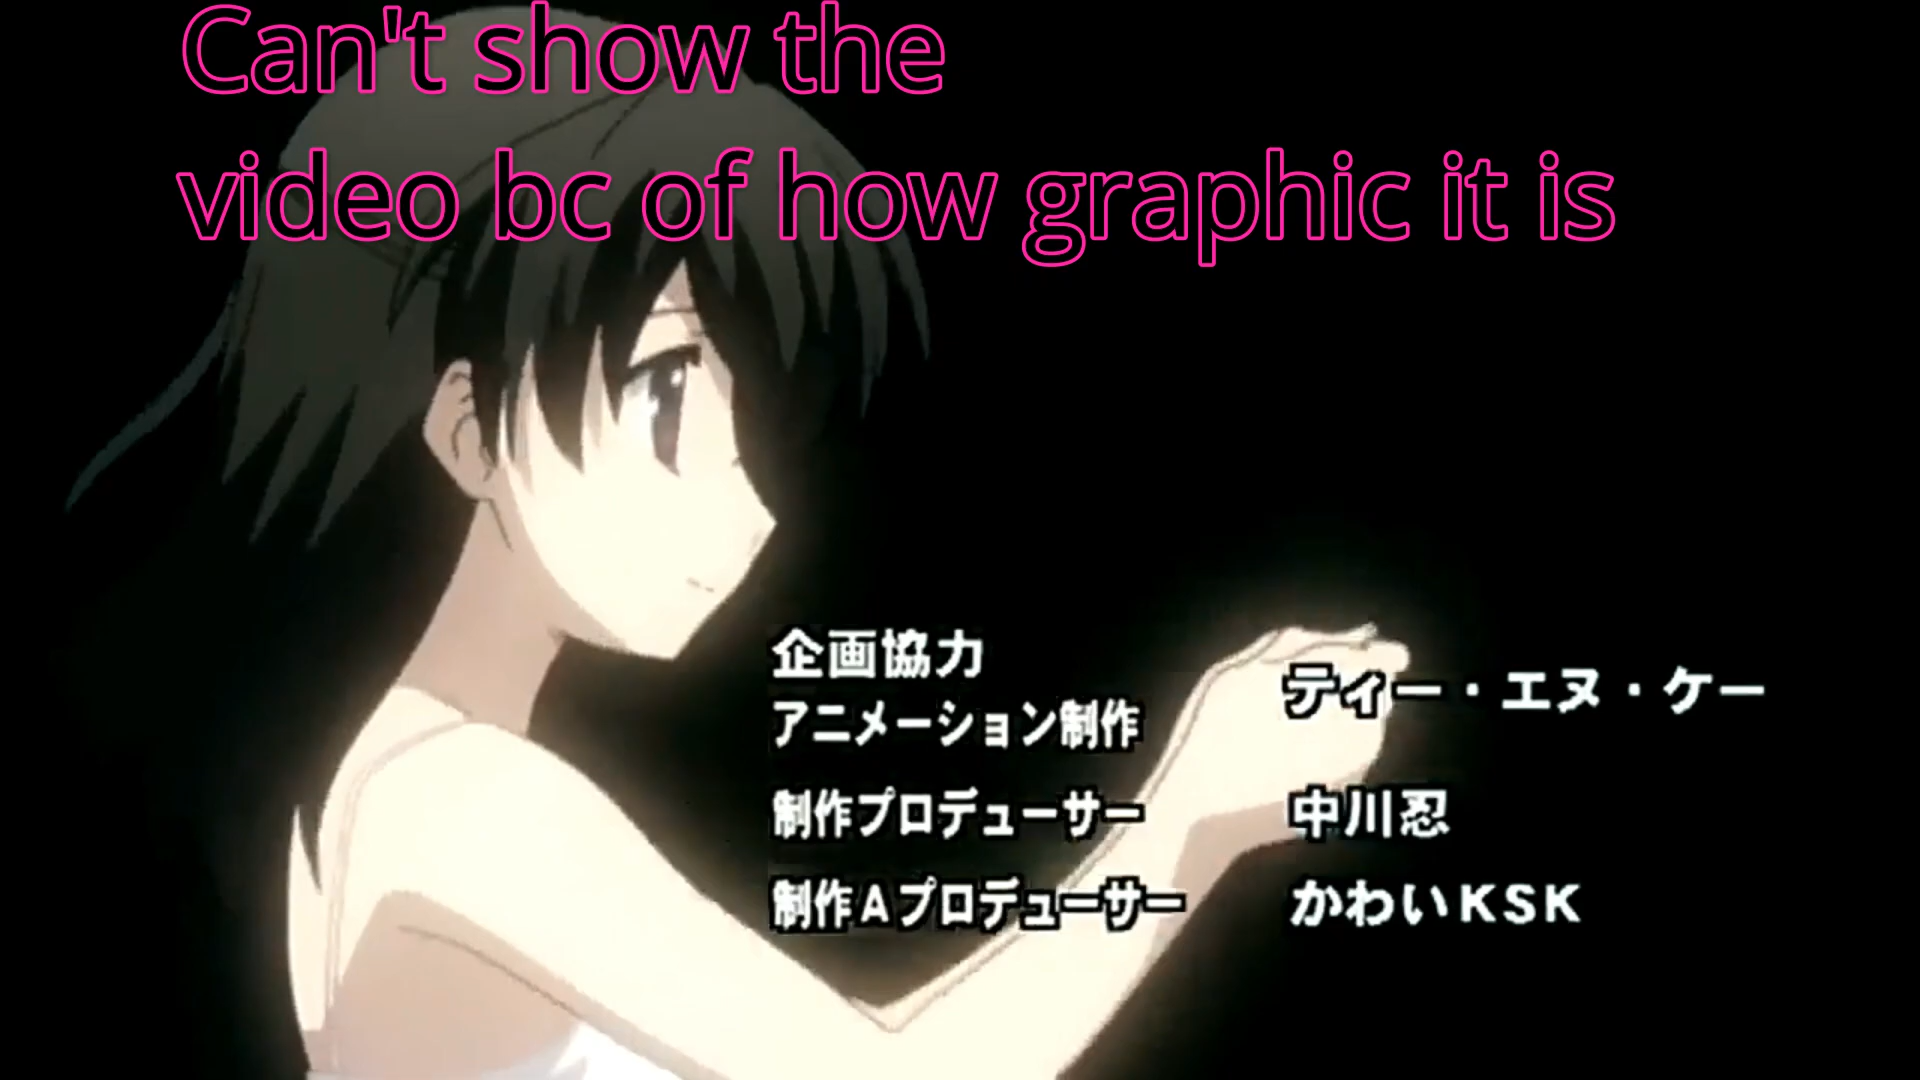 Can't show the
video bc of how graphic it is
企画協力
アニメーション制作
ティー・エヌ・ケー
制作プロデューサー 中川忍
制作Aプロデューサー かわいKSK